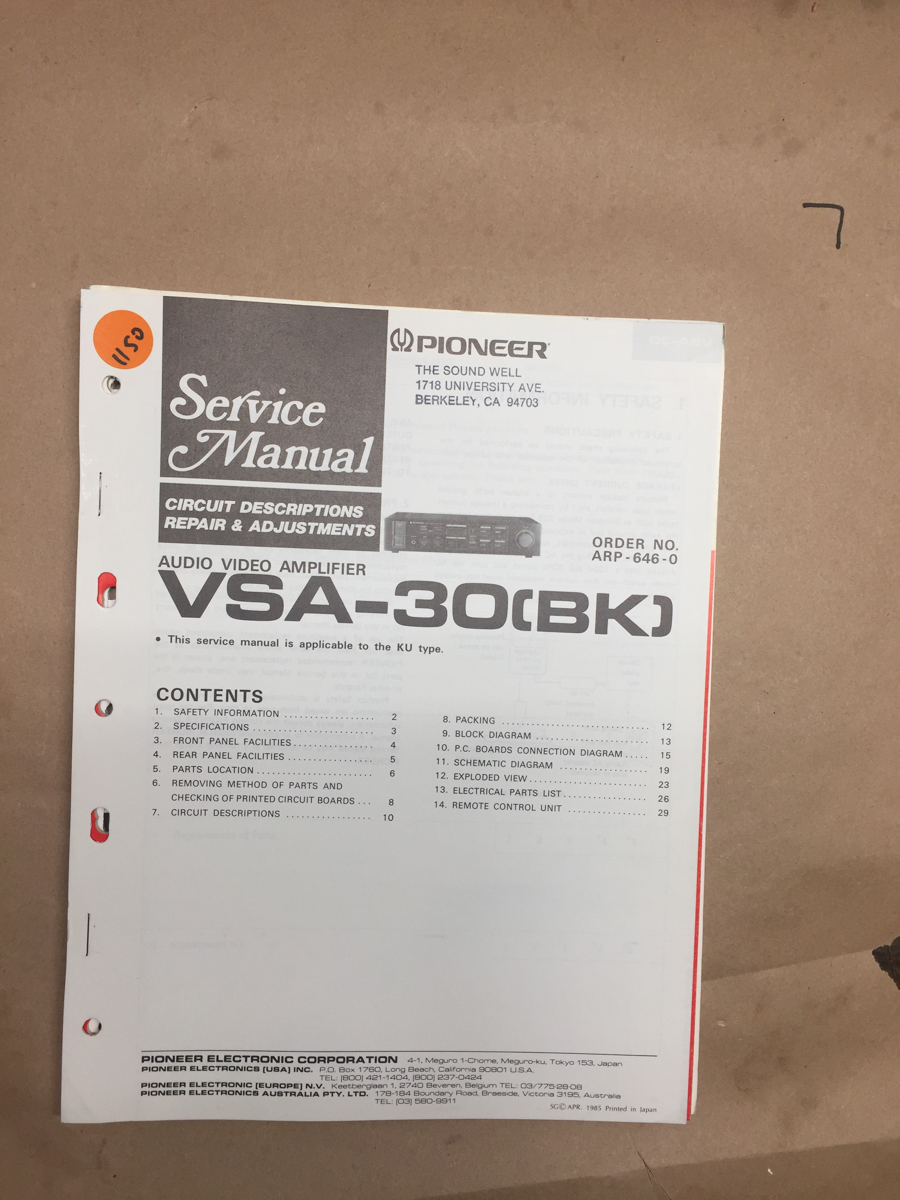 1150
PIONEER
THE SOUND WELL
1718 UNIVERSITY AVE.
BERKELEY, CA 94703
Service
Manual
CIRCUIT DESCRIPTIONS
REPAIR & ADJUSTMENTS
ORDER NO.
ARP-646-0
AUDIO VIDEO AMPLIFIER
VSA-30(BK)
• This service manual is applicable to the KU type.
CONTENTS
1. SAFETY INFORMATION .................. 2
2. SPECIFICATIONS ........................ 3
3. FRONT PANEL FACILITIES ................ 4
4. REAR PANEL FACILITIES ................. 5
5. PARTS LOCATION ....................... 6
6. REMOVING METHOD OF PARTS AND
CHECKING OF PRINTED CIRCUIT BOARDS ... 8
7. CIRCUIT DESCRIPTIONS ................. 10
8. PACKING ............................. 12
9. BLOCK DIAGRAM ...................... 13
10. P.C. BOARDS CONNECTION DIAGRAM ..... 15
11. SCHEMATIC DIAGRAM ................. 19
12. EXPLODED VIEW ....................... 23
13. ELECTRICAL PARTS LIST ................. 26
14. REMOTE CONTROL UNIT ................ 29
PIONEER ELECTRONIC CORPORATION 4-1, Meguro 1-Chome, Meguro-ku, Tokyo 153, Japan
PIONEER ELECTRONICS [USA] INC. P.O. Box 1760, Long Beach, California 90801 U.S.A.
TEL: [800] 421-1404, [800] 237-0424
PIONEER ELECTRONIC [EUROPE] N.V. Keetberglaan 1, 2740 Beveren, Belgium TEL: 03/775·28·08
PIONEER ELECTRONICS AUSTRALIA PTY. LTD. 178-184 Boundary Road, Braeside, Victoria 3195, Australia
TEL: [03] 580-9911
SG © APR. 1985 Printed in Japan